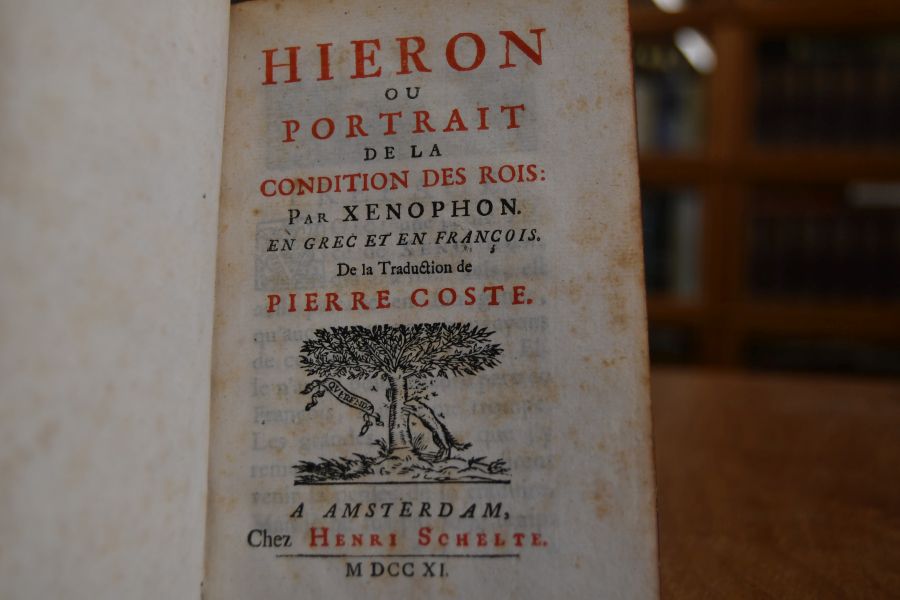 HIERON
OU
PORTRAIT
DE LA
CONDITION DES ROIS:
PAR XENOPHON.
EN GREC ET EN FRANÇOIS.
De la Traduction de
PIERRE COSTE.
QUÆRENDO
A AMSTERDAM,
Chez HENRI SCHELTE.
M DCC XI.